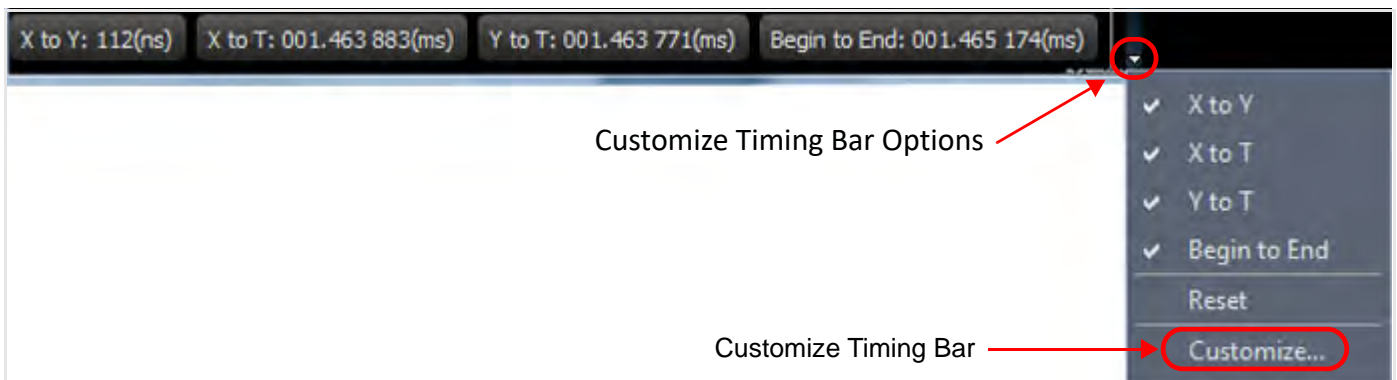 X to Y: 112(ns) X to T: 001.463 883(ms) Y to T: 001.463 771(ms) Begin to End: 001.465 174(ms)
Customize Timing Bar Options
X to Y
X to T
Y to T
Begin to End
Reset
Customize Timing Bar
Customize...